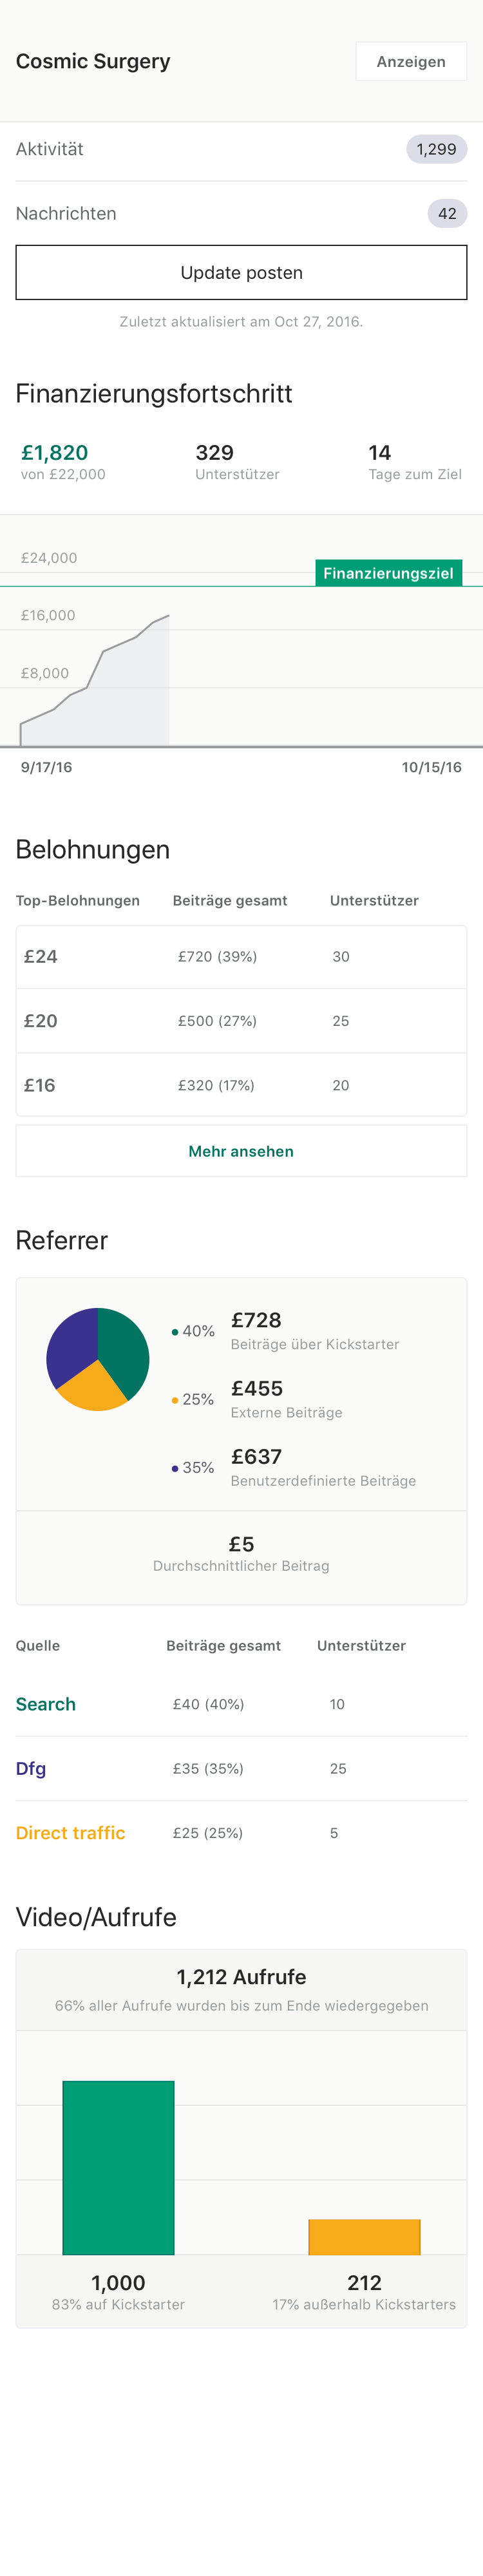 Cosmic Surgery
Anzeigen
Aktivität
1,299
Nachrichten
42
Update posten
Zuletzt aktualisiert am Oct 27, 2016.
Finanzierungsfortschritt
£1,820 329 14
von £22,000 Unterstützer Tage zum Ziel
£24,000
Finanzierungsziel
£16,000
£8,000
9/17/16 10/15/16
Belohnungen
Top-Belohnungen Beiträge gesamt Unterstützer
£24 £720 (39%) 30
£20 £500 (27%) 25
£16 £320 (17%) 20
Mehr ansehen
Referrer
40% £728
Beiträge über Kickstarter
25% £455
Externe Beiträge
35% £637
Benutzerdefinierte Beiträge
£5
Durchschnittlicher Beitrag
Quelle Beiträge gesamt Unterstützer
Search £40 (40%) 10
Dfg £35 (35%) 25
Direct traffic £25 (25%) 5
Video/Aufrufe
1,212 Aufrufe
66% aller Aufrufe wurden bis zum Ende wiedergegeben
1,000 212
83% auf Kickstarter 17% außerhalb Kickstarters